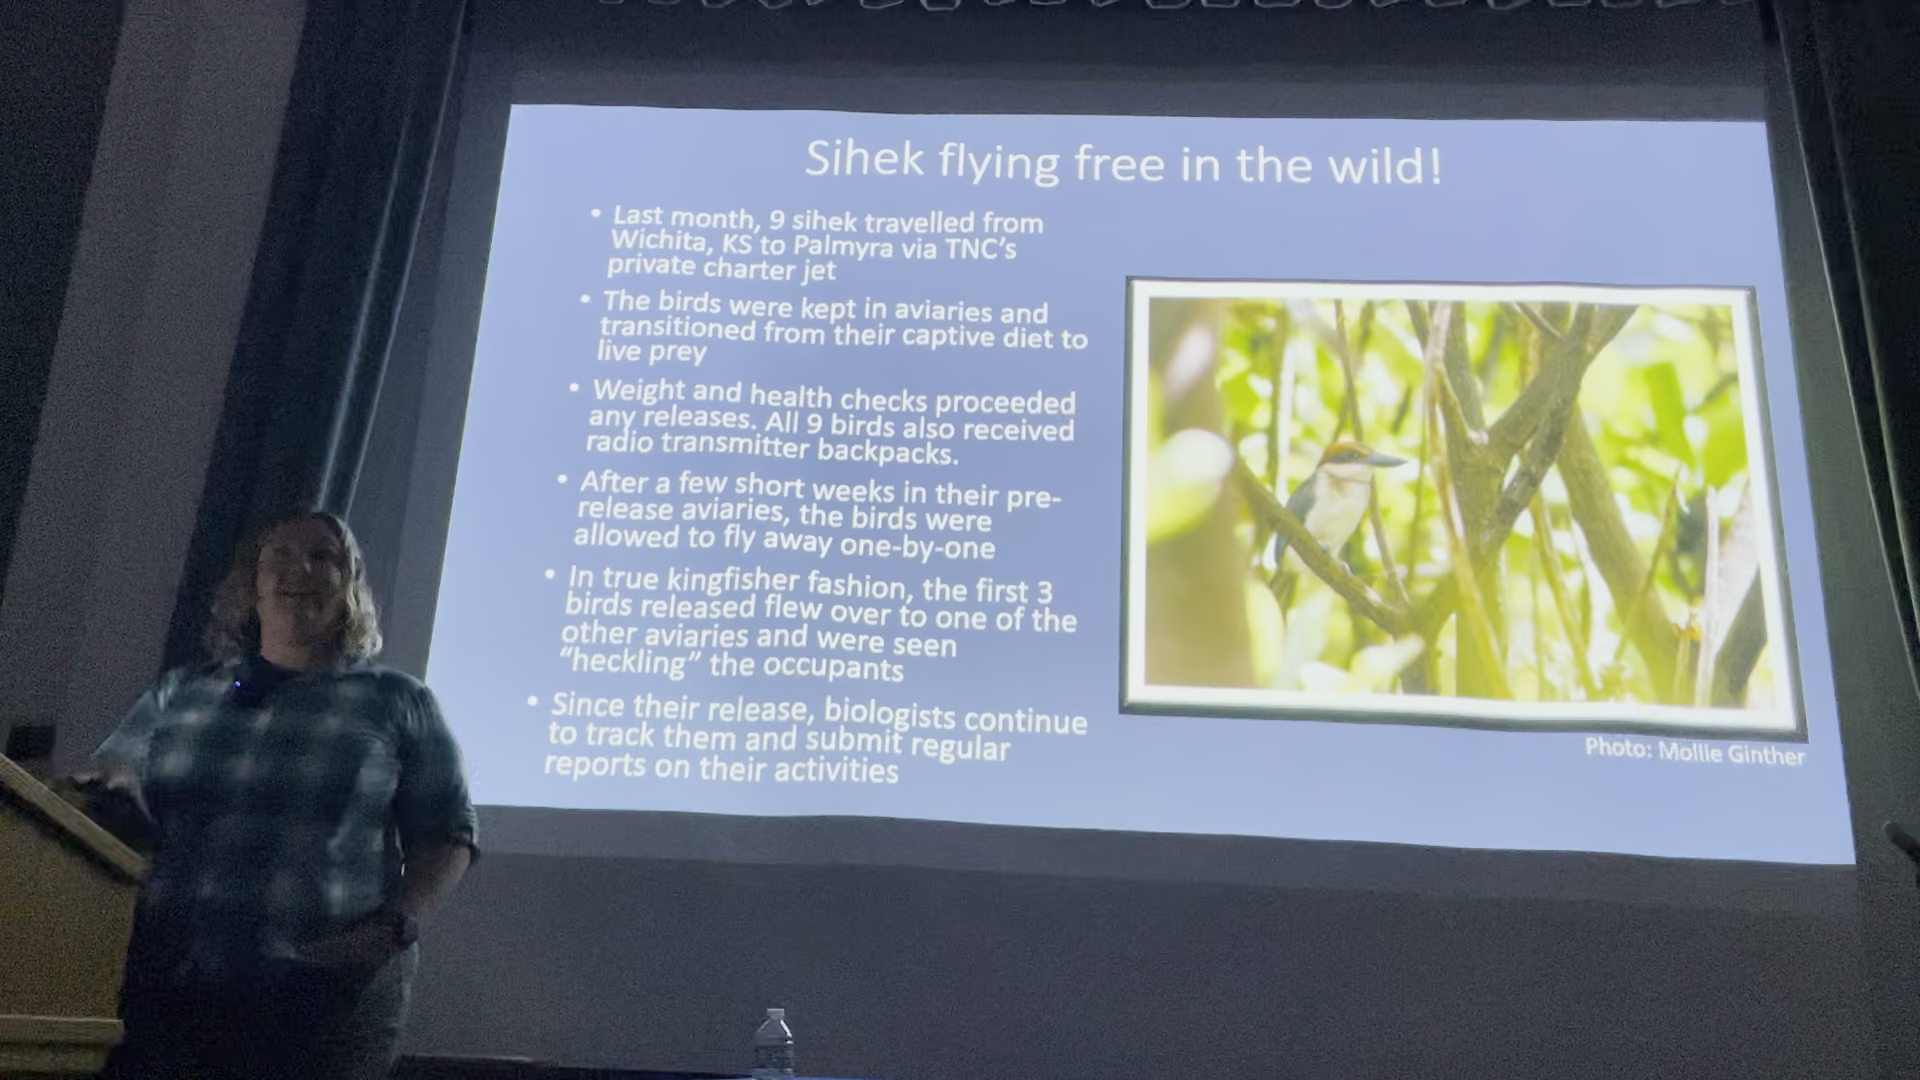 Sihek flying free in the wild!
• Last month, 9 sihek travelled from
Wichita, KS to Palmyra via TNC's
private charter jet
• The birds were kept in aviaries and
transitioned from their captive diet to
live prey
• Weight and health checks proceeded
any releases. All 9 birds also received
radio transmitter backpacks.
• After a few short weeks in their pre-
release aviaries, the birds were
allowed to fly away one-by-one
• In true kingfisher fashion, the first 3
birds released flew over to one of the
other aviaries and were seen
“heckling” the occupants
• Since their release, biologists continue
to track them and submit regular
reports on their activities
Photo: Mollie Ginther